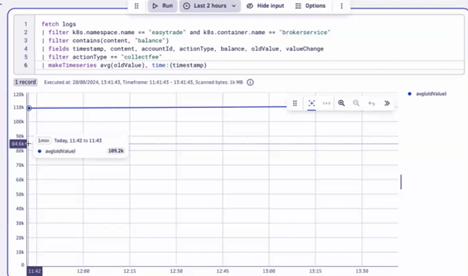 Run Last 2 hours Hide input Options
1 fetch logs
2 | filter k8s.namespace.name == "easytrade" and k8s.container.name == "brokerservice"
3 | filter contains(content, "balance")
4 | fields timestamp, content, accountId, actionType, balance, oldValue, valueChange
5 | filter actionType == "collectfee"
6 | makeTimeseries avg(oldValue), time:{timestamp}
1 record Executed at: 28/08/2024, 13:41:43, Timeframe: 11:41:43 - 13:41:43, Scanned bytes:
120k
110k
100k
90k
84.6k
1min Today, 11:42 to 11:43
avg(oldValue) 109.2k
avg(oldValue)
70k
60k
50k
40k
30k
20k
10k
0
11:42 12:00 12:15 12:30 12:45 13:00 13:15 13:30